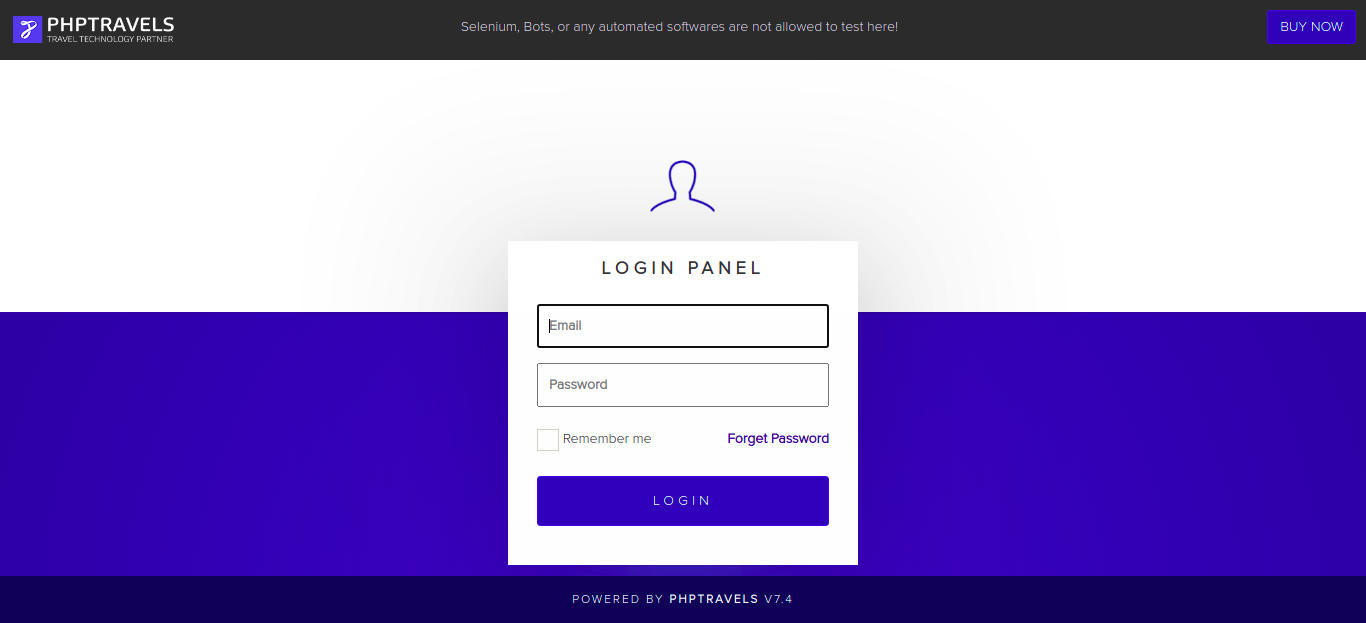 PHPTRAVELS
TRAVEL TECHNOLOGY PARTNER
Selenium, Bots, or any automated softwares are not allowed to test here!
BUY NOW
LOGIN PANEL
Email
Password
Remember me
Forget Password
LOGIN
POWERED BY PHPTRAVELS V7.4